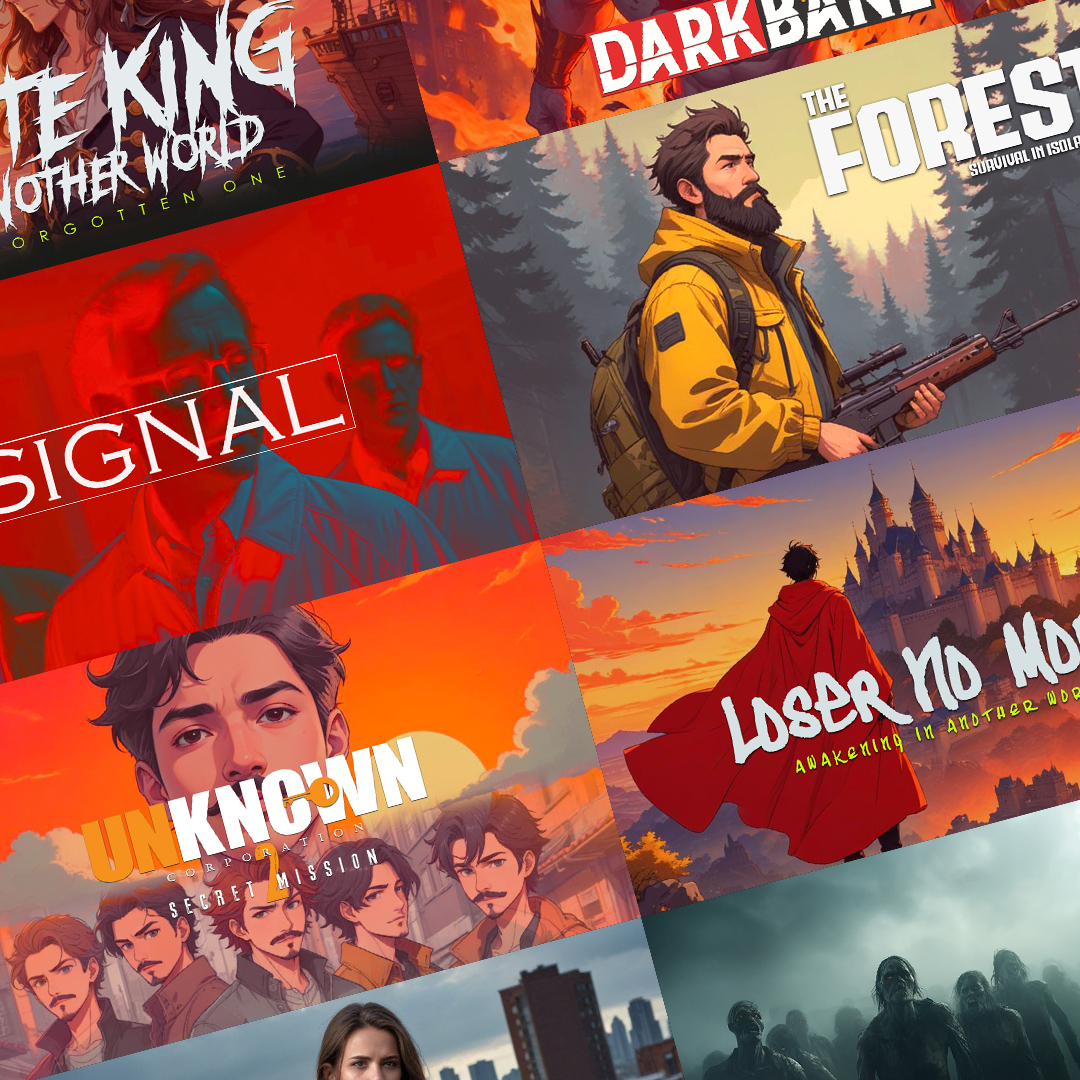 TE KING
NOTHER WORLD
ORGOTTEN ONE
DARKBANE
THE
FOREST
SURVIVAL IN ISOLA
SIGNAL
LOSER NO MO
AWAKENING IN ANOTHER WOR
UNKNOWN
CORPORATION
2
SECRET MISSION